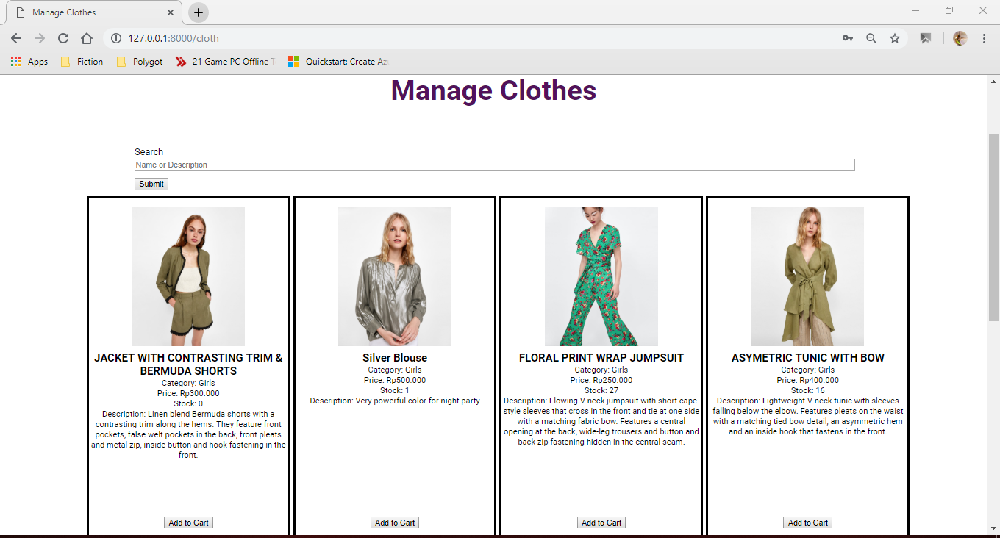 Manage Clothes
127.0.0.1:8000/cloth
Apps
Fiction
Polygot
21 Game PC Offline
Quickstart: Create Az
Manage Clothes
Search
Name or Description
Submit
JACKET WITH CONTRASTING TRIM &
BERMUDA SHORTS
Category: Girls
Price: Rp300.000
Stock: 0
Description: Linen blend Bermuda shorts with a
contrasting trim along the hems. They feature front
pockets, false welt pockets in the back, front pleats
and metal zip, inside button and hook fastening in the
front.
Add to Cart
Silver Blouse
Category: Girls
Price: Rp500.000
Stock: 1
Description: Very powerful color for night party
Add to Cart
FLORAL PRINT WRAP JUMPSUIT
Category: Girls
Price: Rp250.000
Stock: 27
Description: Flowing V-neck jumpsuit with short cape-
style sleeves that cross in the front and tie at one side
with a matching fabric bow. Features a central
opening at the back, wide-leg trousers and button and
back zip fastening hidden in the central seam.
Add to Cart
ASYMETRIC TUNIC WITH BOW
Category: Girls
Price: Rp400.000
Stock: 16
Description: Lightweight V-neck tunic with sleeves
falling below the elbow. Features pleats on the waist
with a matching tied bow detail, an asymmetric hem
and an inside hook that fastens in the front.
Add to Cart